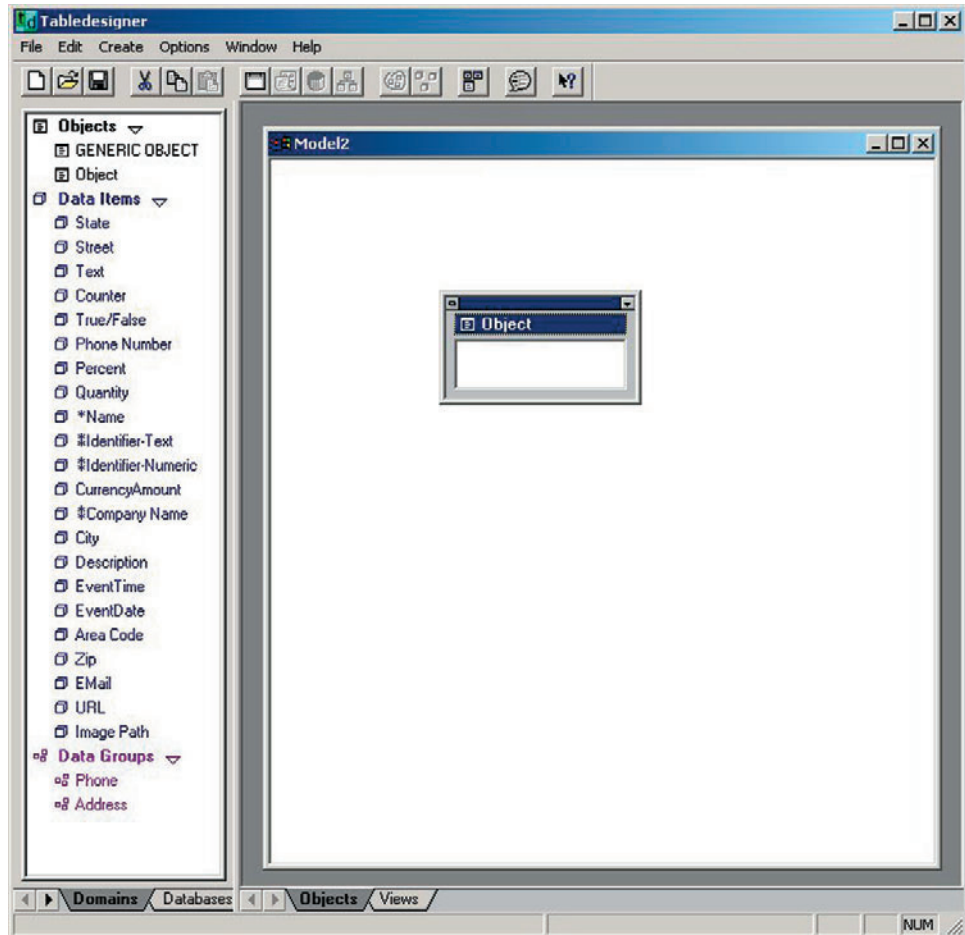 td Tabledesigner
File Edit Create Options Window Help
Objects
GENERIC OBJECT
Object
Data Items
State
Street
Text
Counter
True/False
Phone Number
Percent
Quantity
*Name
‡Identifier-Text
‡Identifier-Numeric
CurrencyAmount
‡Company Name
City
Description
EventTime
EventDate
Area Code
Zip
EMail
URL
Image Path
Data Groups
Phone
Address
Model2
Object
Domains Databases
Objects Views
NUM